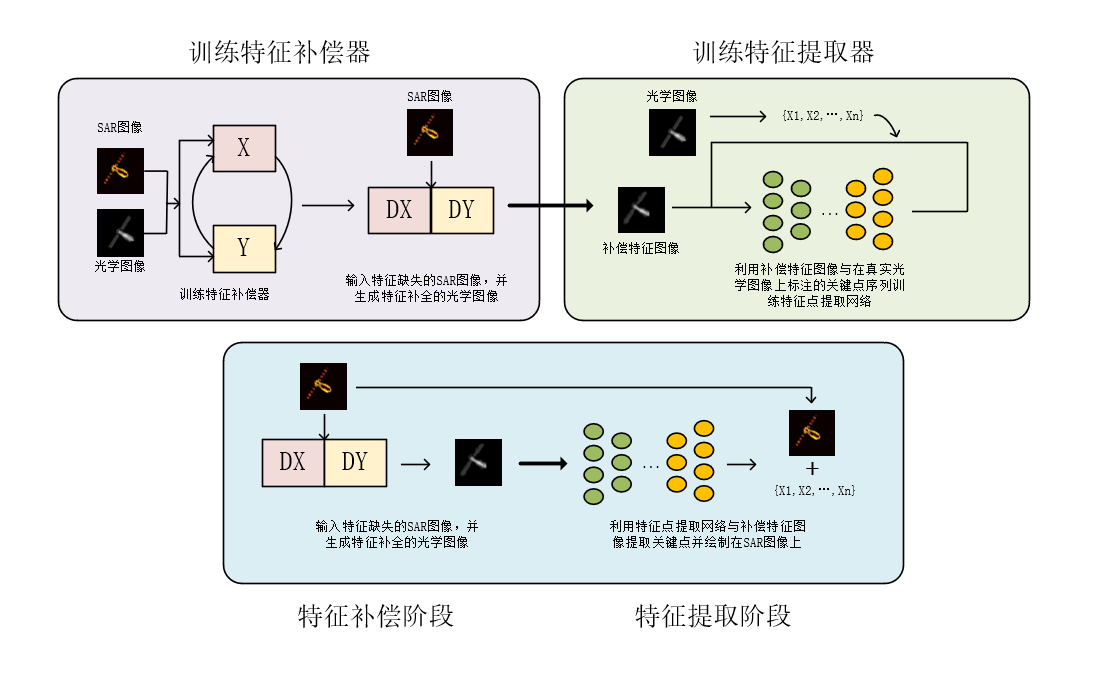 训练特征补偿器
训练特征提取器
SAR图像
光学图像
X
Y
训练特征补偿器
SAR图像
DX
DY
输入特征缺失的SAR图像，并
生成特征补全的光学图像
光学图像
{X1,X2,…,Xn}
补偿特征图像
...
利用补偿特征图像与在真实光
学图像上标注的关键点序列训
练特征点提取网络
DX
DY
输入特征缺失的SAR图像，并
生成特征补全的光学图像
...
+
{X1,X2,…,Xn}
利用特征点提取网络与补偿特征图
像提取关键点并绘制在SAR图像上
特征补偿阶段
特征提取阶段